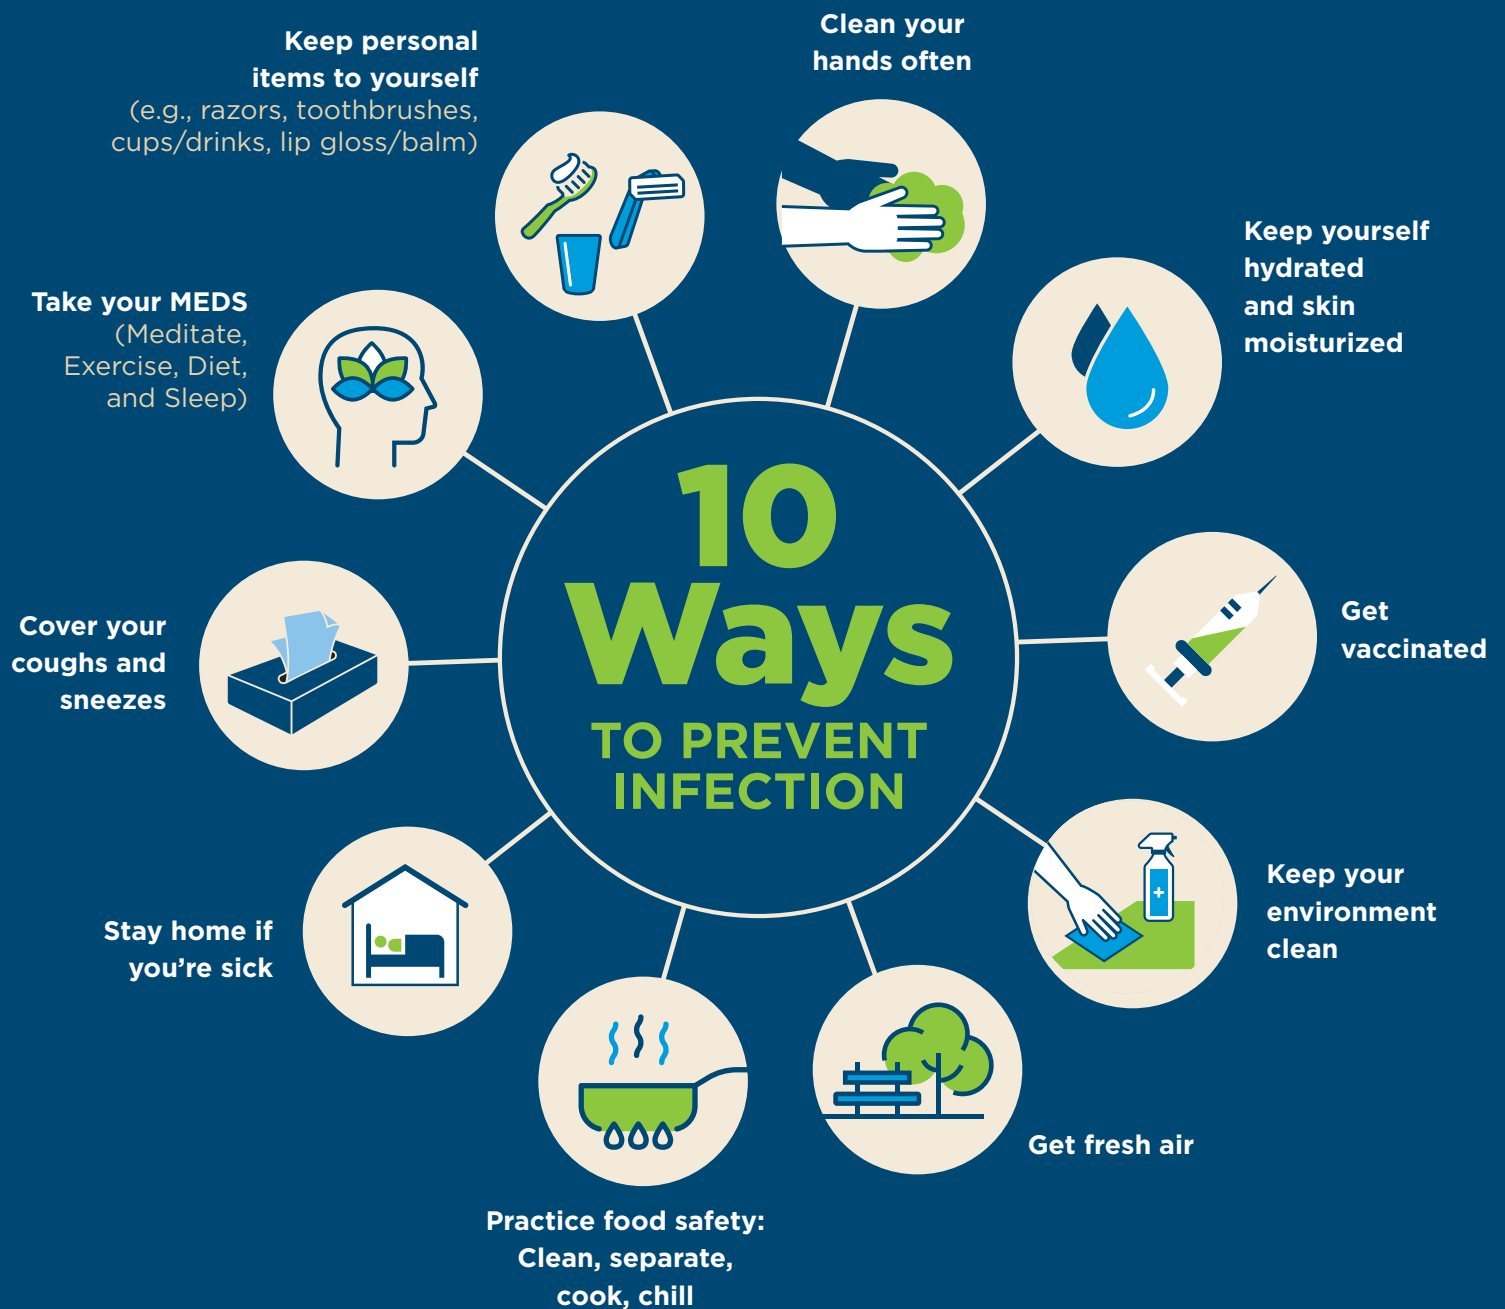 10
Ways
TO PREVENT
INFECTION
Clean your
hands often
Keep yourself
hydrated
and skin
moisturized
Get
vaccinated
Keep your
environment
clean
Get fresh air
Practice food safety:
Clean, separate,
cook, chill
Stay home if
you’re sick
Cover your
coughs and
sneezes
Take your MEDS
(Meditate,
Exercise, Diet,
and Sleep)
Keep personal
items to yourself
(e.g., razors, toothbrushes,
cups/drinks, lip gloss/balm)